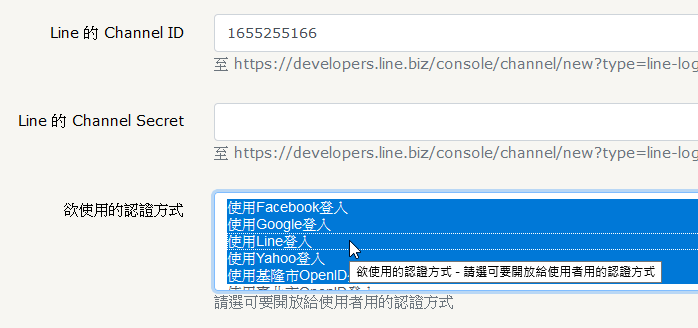 Line 的 Channel ID
1655255166
至 https://developers.line.biz/console/channel/new?type=line-log
Line 的 Channel Secret
至 https://developers.line.biz/console/channel/new?type=line-log
欲使用的認證方式
使用Facebook登入
使用Google登入
使用Line登入
使用Yahoo登入
使用基隆市OpenID
欲使用的認證方式 - 請選可要開放給使用者用的認證方式
請選可要開放給使用者用的認證方式